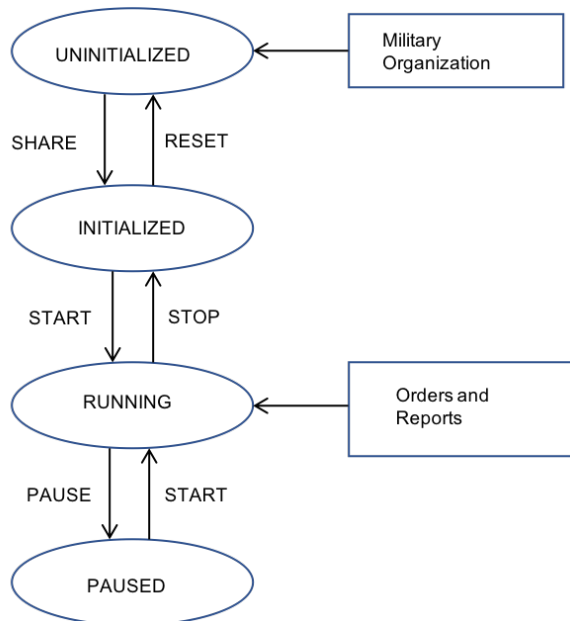 UNINITIALIZED
Military
Organization
SHARE
RESET
INITIALIZED
START
STOP
RUNNING
Orders and
Reports
PAUSE
START
PAUSED